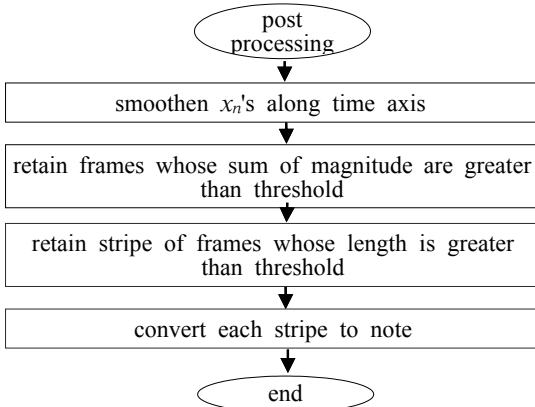 post
processing
smoothen xₙ's along time axis
retain frames whose sum of magnitude are greater
than threshold
retain stripe of frames whose length is greater
than threshold
convert each stripe to note
end